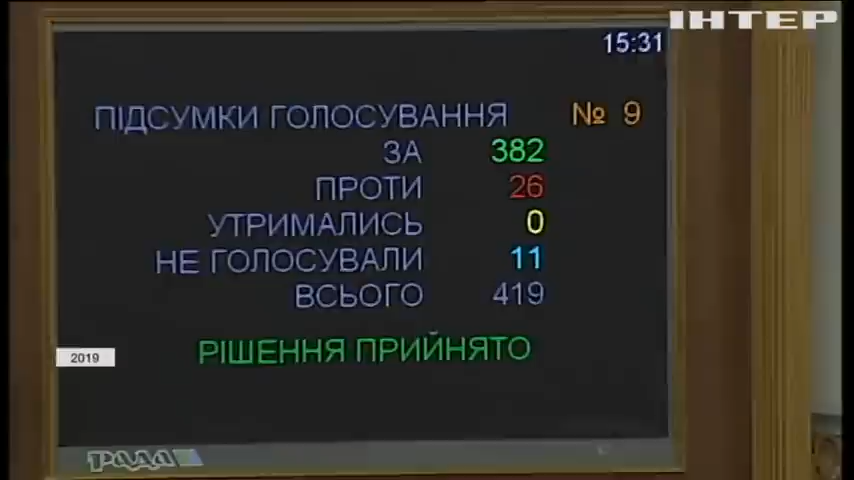 ІНТЕР
15:31
ПІДСУМКИ ГОЛОСУВАННЯ № 9
ЗА 382
ПРОТИ 26
УТРИМАЛИСЬ 0
НЕ ГОЛОСУВАЛИ 11
ВСЬОГО 419
РІШЕННЯ ПРИЙНЯТО
2019
РАДА